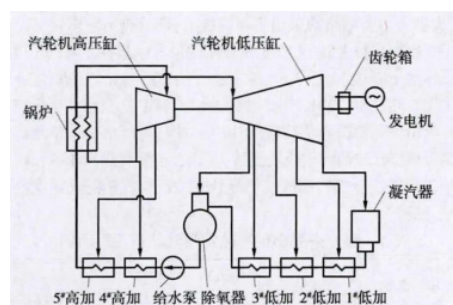 汽轮机高压缸 汽轮机低压缸
齿轮箱
锅炉
发电机
凝汽器
5#高加 4#高加 给水泵 除氧器 3#低加 2#低加 1#低加